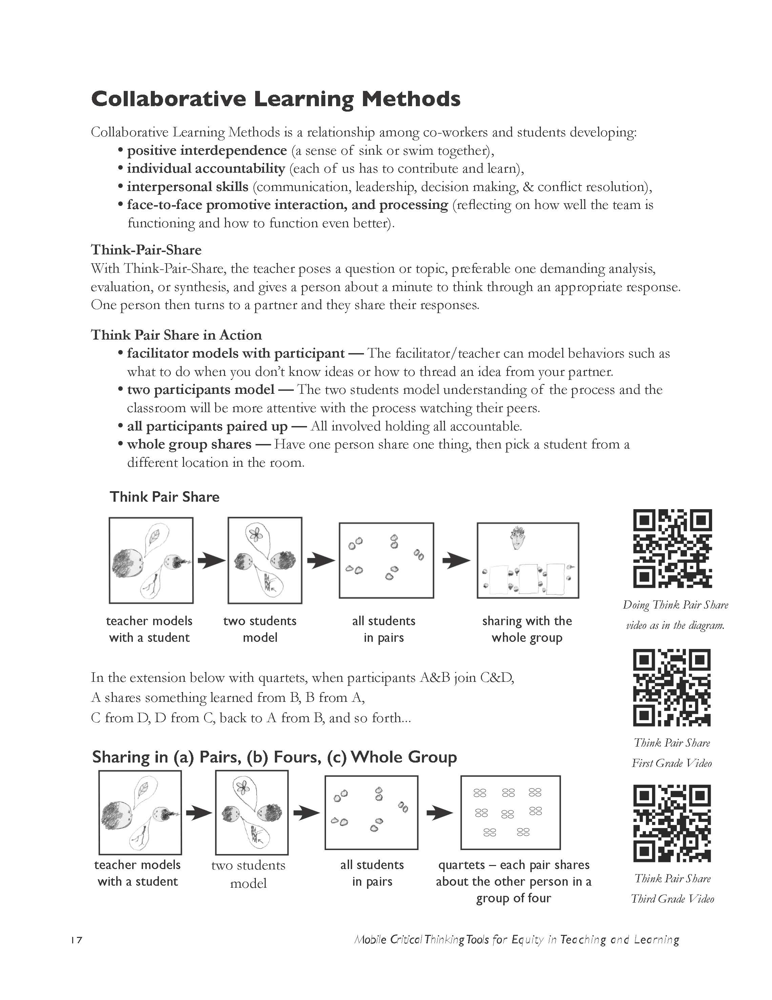 Collaborative Learning Methods
Collaborative Learning Methods is a relationship among co-workers and students developing:
• positive interdependence (a sense of sink or swim together),
• individual accountability (each of us has to contribute and learn),
• interpersonal skills (communication, leadership, decision making, & conflict resolution),
• face-to-face promotive interaction, and processing (reflecting on how well the team is
functioning and how to function even better).
Think-Pair-Share
With Think-Pair-Share, the teacher poses a question or topic, preferable one demanding analysis,
evaluation, or synthesis, and gives a person about a minute to think through an appropriate response.
One person then turns to a partner and they share their responses.
Think Pair Share in Action
• facilitator models with participant — The facilitator/teacher can model behaviors such as
what to do when you don’t know ideas or how to thread an idea from your partner.
• two participants model — The two students model understanding of the process and the
classroom will be more attentive with the process watching their peers.
• all participants paired up — All involved holding all accountable.
• whole group shares — Have one person share one thing, then pick a student from a
different location in the room.
Think Pair Share
teacher models
with a student
two students
model
all students
in pairs
sharing with the
whole group
Doing Think Pair Share
video as in the diagram.
In the extension below with quartets, when participants A&B join C&D,
A shares something learned from B, B from A,
C from D, D from C, back to A from B, and so forth...
Think Pair Share
First Grade Video
Sharing in (a) Pairs, (b) Fours, (c) Whole Group
teacher models
with a student
two students
model
all students
in pairs
quartets – each pair shares
about the other person in a
group of four
Think Pair Share
Third Grade Video
17
Mobile Critical Thinking Tools for Equity in Teaching and Learning